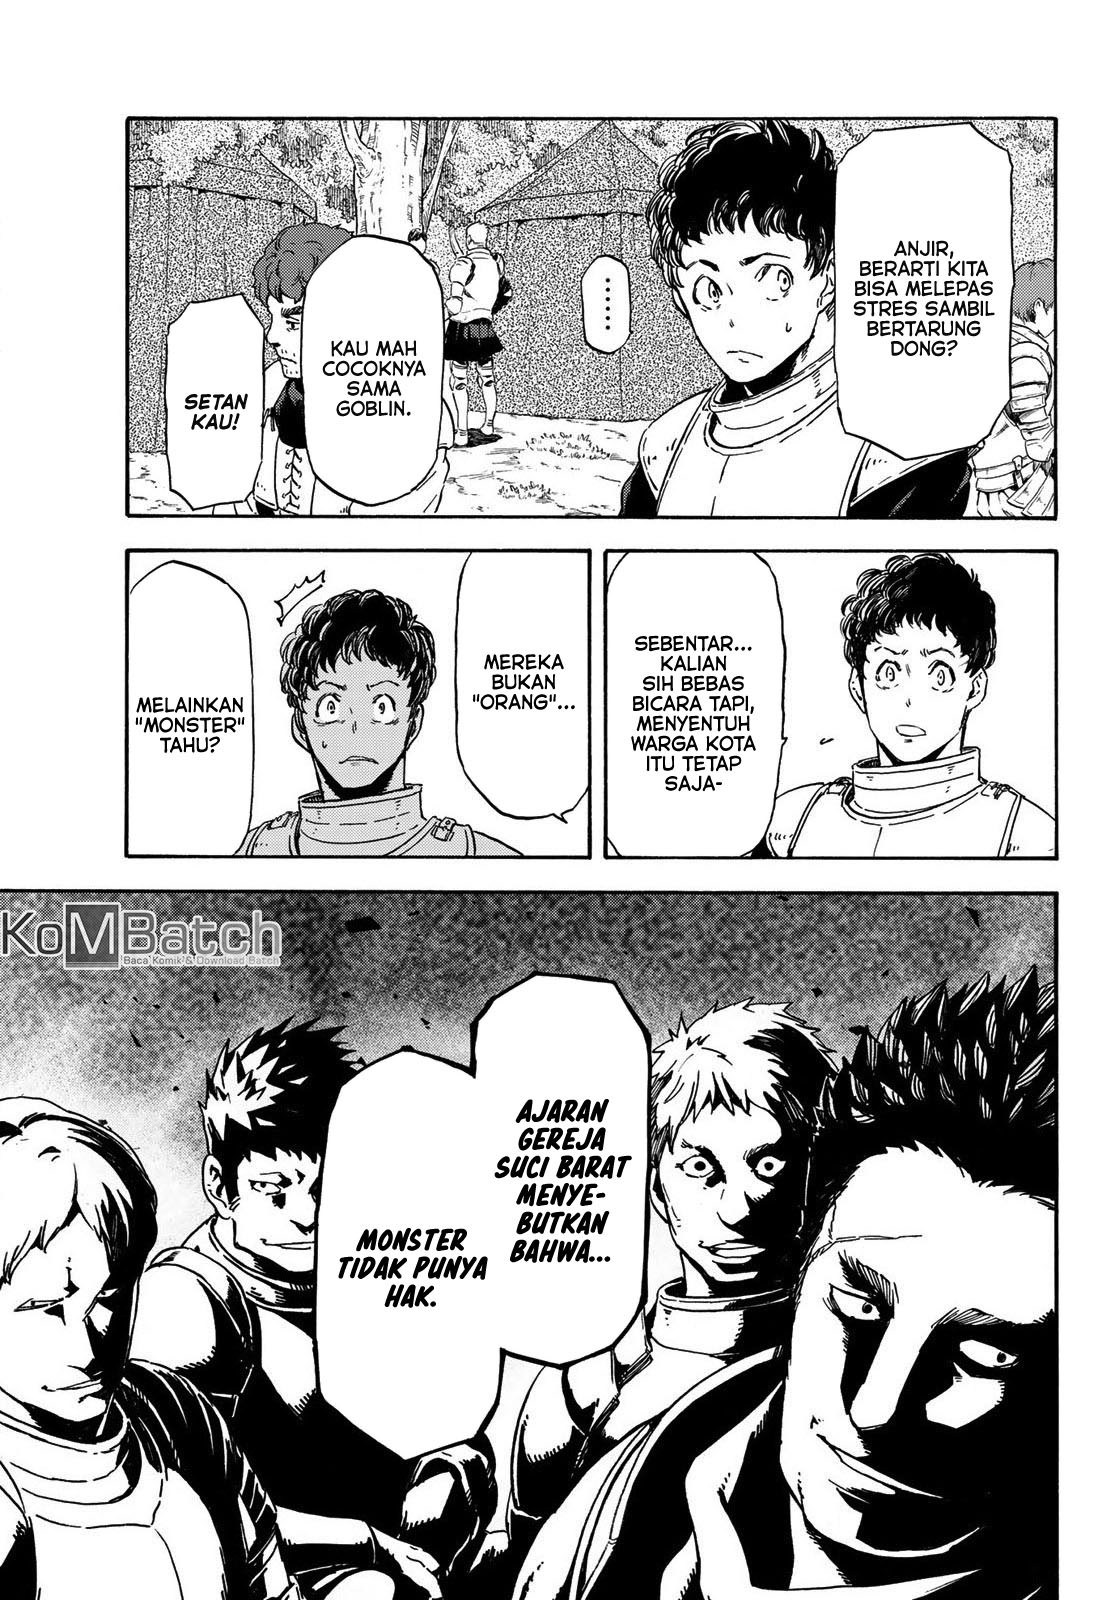 ANJIR,
BERARTI KITA
BISA MELEPAS
STRES SAMBIL
BERTARUNG
DONG?
......
KAU MAH
COCOKNYA
SAMA
GOBLIN.
SETAN
KAU!
SEBENTAR...
KALIAN
SIH BEBAS
BICARA TAPI,
MENYENTUH
WARGA KOTA
ITU TETAP
SAJA-
MEREKA
BUKAN
"ORANG"...
MELAINKAN
"MONSTER"
TAHU?
KoMBatch
Baca Komik & Download Batch
AJARAN
GEREJA
SUCI BARAT
MENYE-
BUTKAN
BAHWA...
MONSTER
TIDAK PUNYA
HAK.